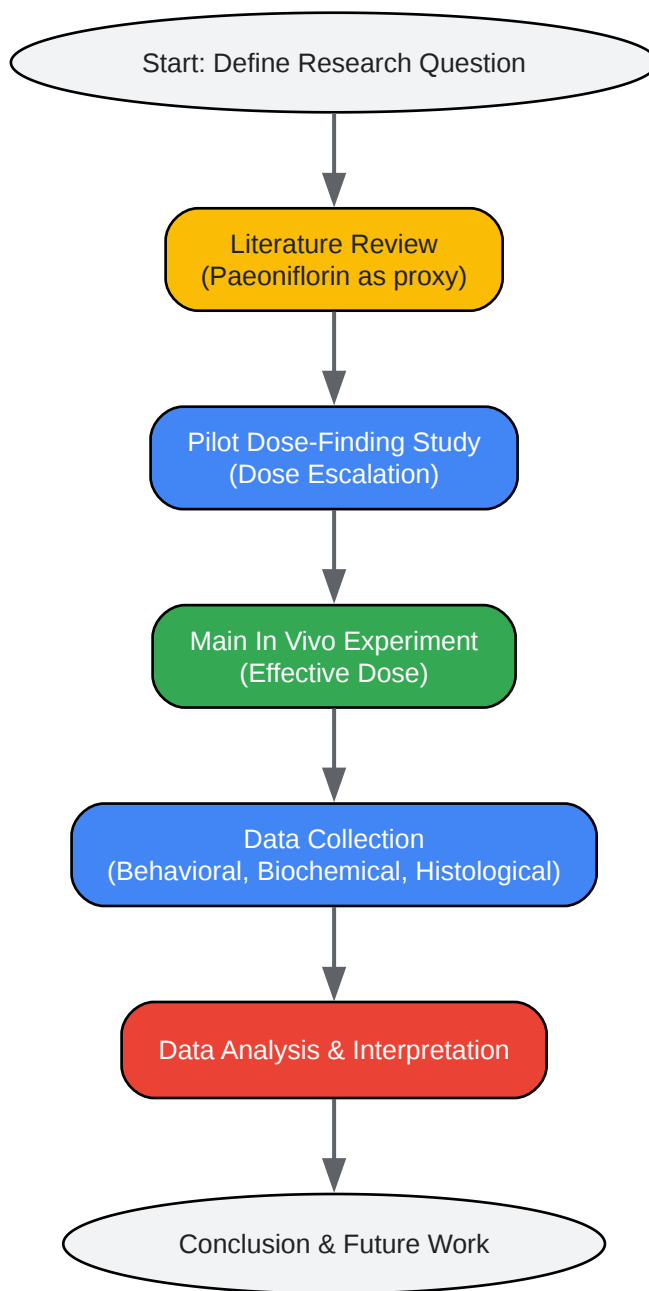 Start: Define Research Question
Literature Review
(Paeoniflorin as proxy)
Pilot Dose-Finding Study
(Dose Escalation)
Main In Vivo Experiment
(Effective Dose)
Data Collection
(Behavioral, Biochemical, Histological)
Data Analysis & Interpretation
Conclusion & Future Work